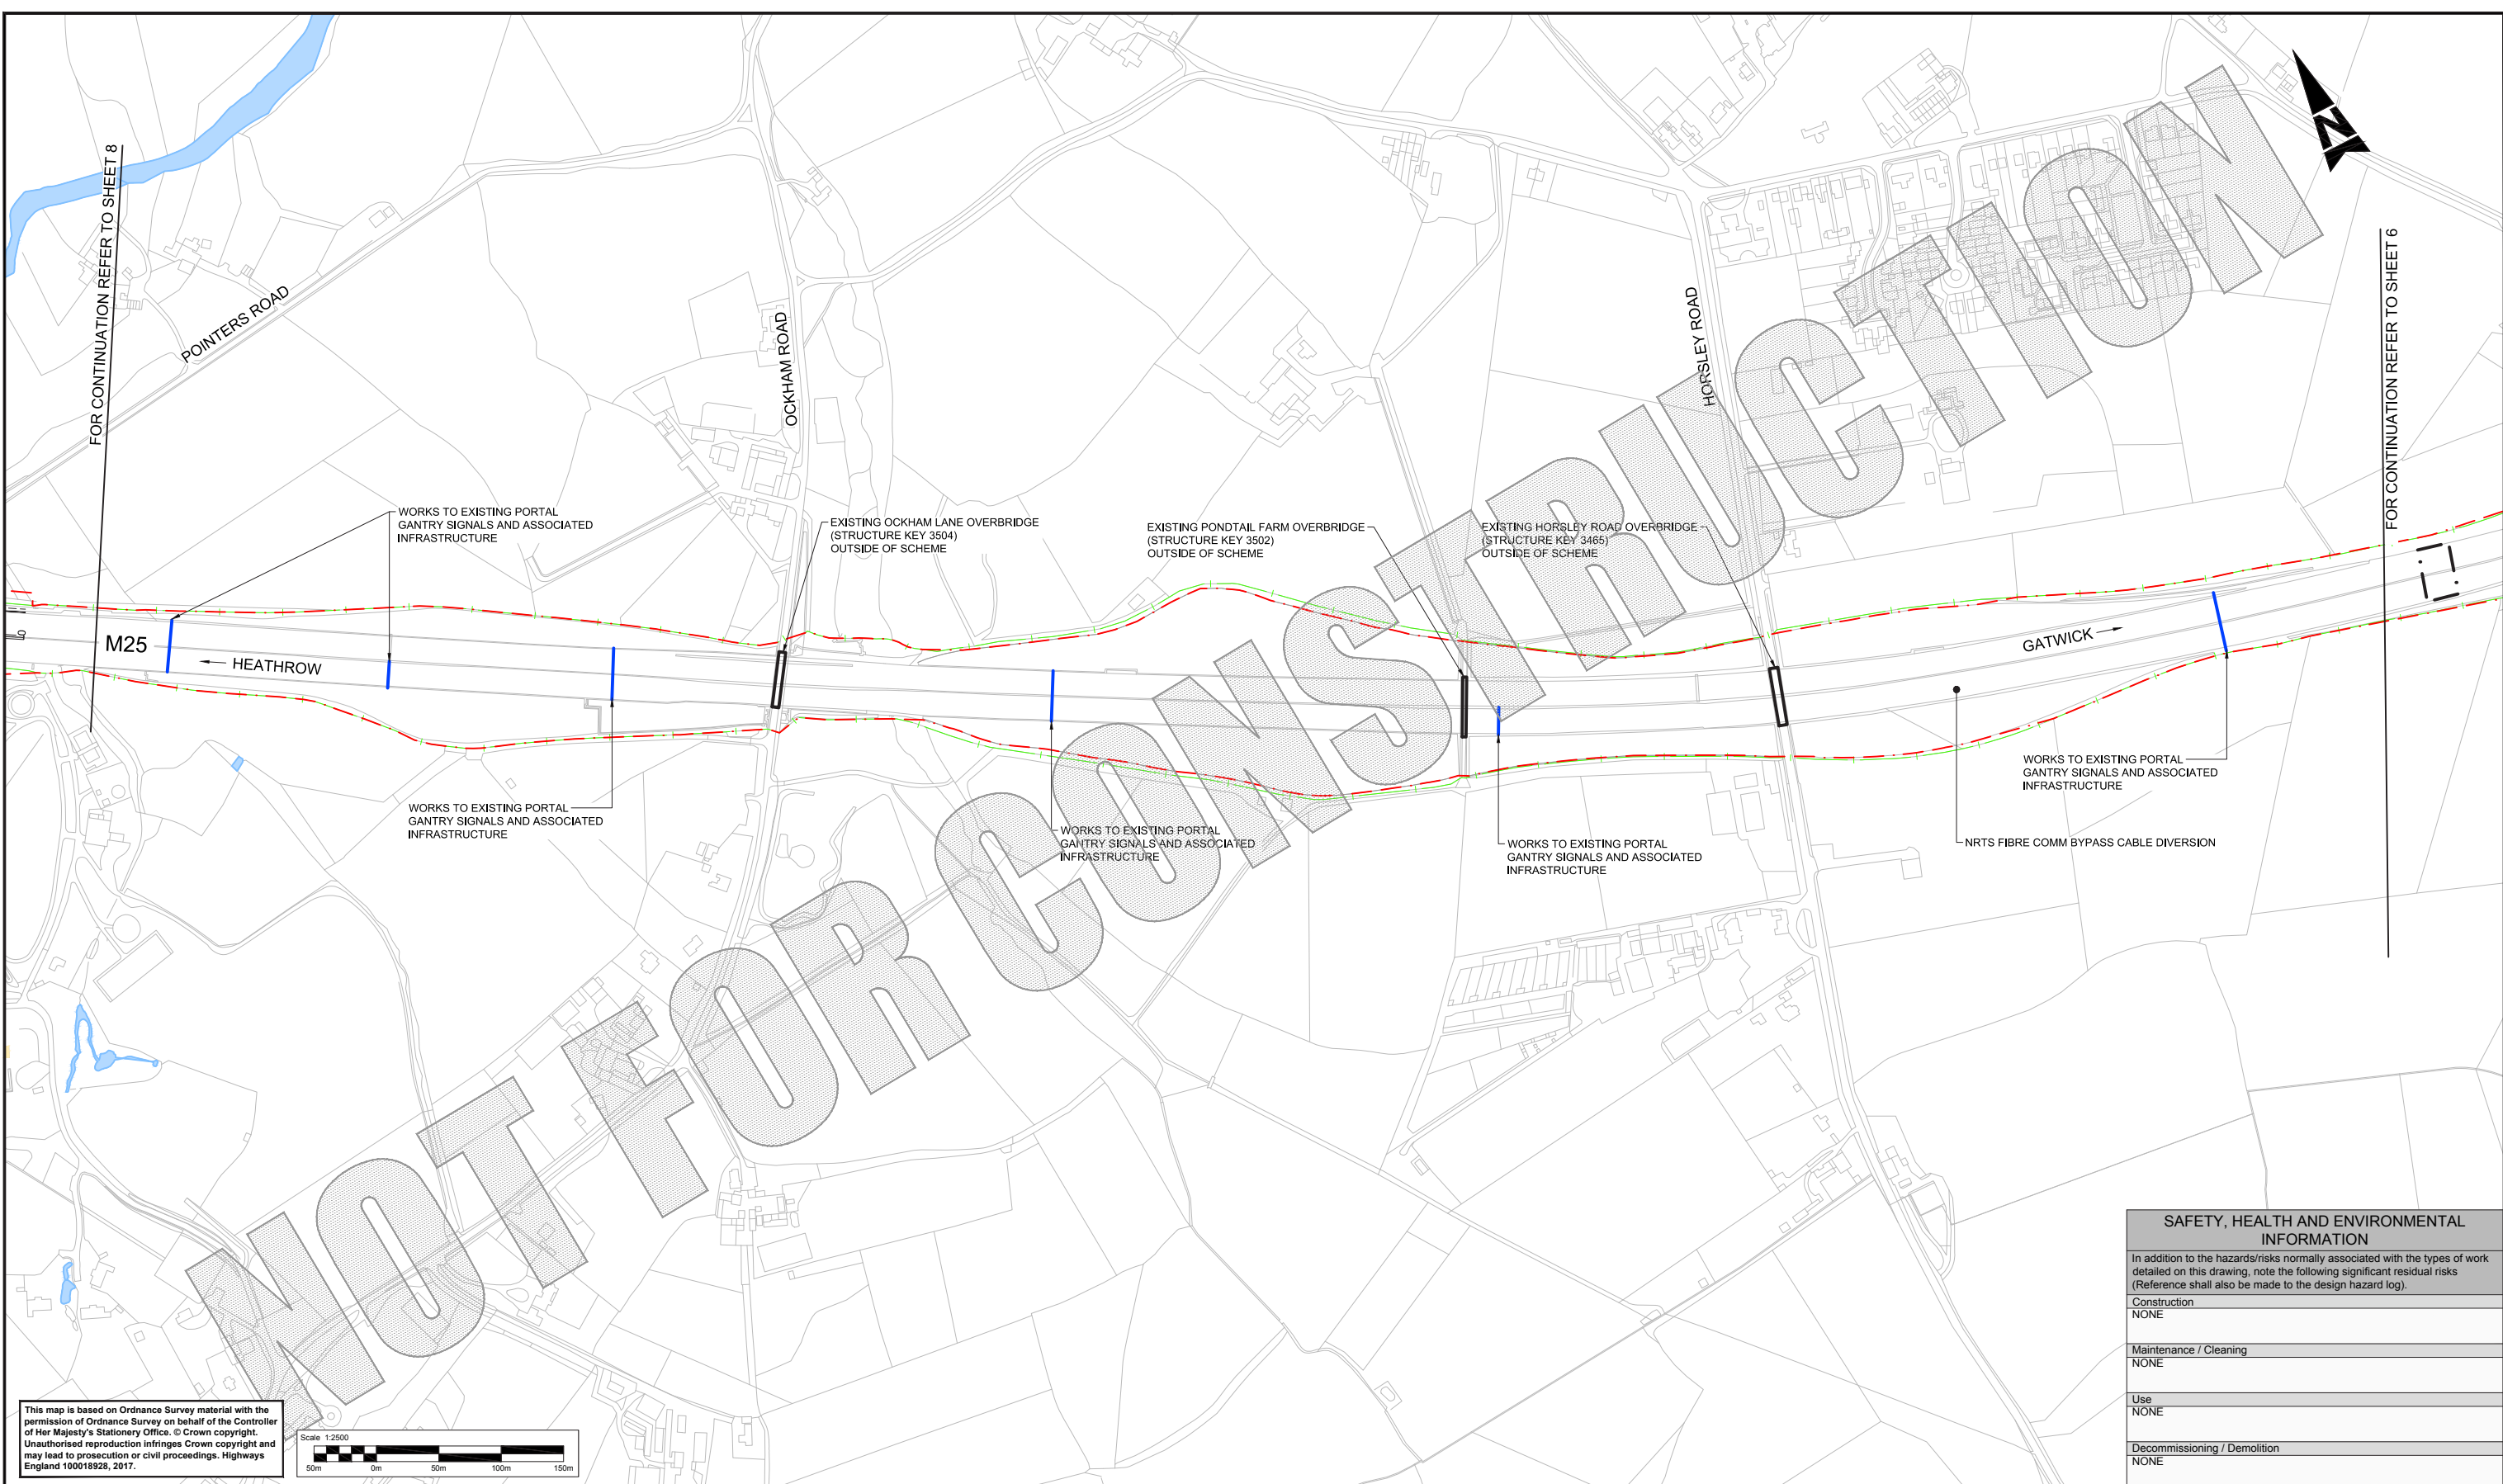 FOR CONTINUATION REFER TO SHEET 8
POINTERS ROAD
OCKHAM ROAD
HORSLEY ROAD
N
FOR CONTINUATION REFER TO SHEET 6
WORKS TO EXISTING PORTAL
GANTRY SIGNALS AND ASSOCIATED
INFRASTRUCTURE
EXISTING OCKHAM LANE OVERBRIDGE
(STRUCTURE KEY 3504)
OUTSIDE OF SCHEME
EXISTING PONDTAIL FARM OVERBRIDGE
(STRUCTURE KEY 3502)
OUTSIDE OF SCHEME
EXISTING HORSLEY ROAD OVERBRIDGE
(STRUCTURE KEY 3465)
OUTSIDE OF SCHEME
M25
HEATHROW
GATWICK
WORKS TO EXISTING PORTAL
GANTRY SIGNALS AND ASSOCIATED
INFRASTRUCTURE
WORKS TO EXISTING PORTAL
GANTRY SIGNALS AND ASSOCIATED
INFRASTRUCTURE
WORKS TO EXISTING PORTAL
GANTRY SIGNALS AND ASSOCIATED
INFRASTRUCTURE
WORKS TO EXISTING PORTAL
GANTRY SIGNALS AND ASSOCIATED
INFRASTRUCTURE
NRTS FIBRE COMM BYPASS CABLE DIVERSION
NOT FOR CONSTRUCTION
SAFETY, HEALTH AND ENVIRONMENTAL
INFORMATION
In addition to the hazards/risks normally associated with the types of work
detailed on this drawing, note the following significant residual risks
(Reference shall also be made to the design hazard log).
Construction
NONE
Maintenance / Cleaning
NONE
Use
NONE
Decommissioning / Demolition
NONE
This map is based on Ordnance Survey material with the
permission of Ordnance Survey on behalf of the Controller
of Her Majesty's Stationery Office. © Crown copyright.
Unauthorised reproduction infringes Crown copyright and
may lead to prosecution or civil proceedings. Highways
England 100018928, 2017.
Scale 1:2500
50m 0m 50m 100m 150m